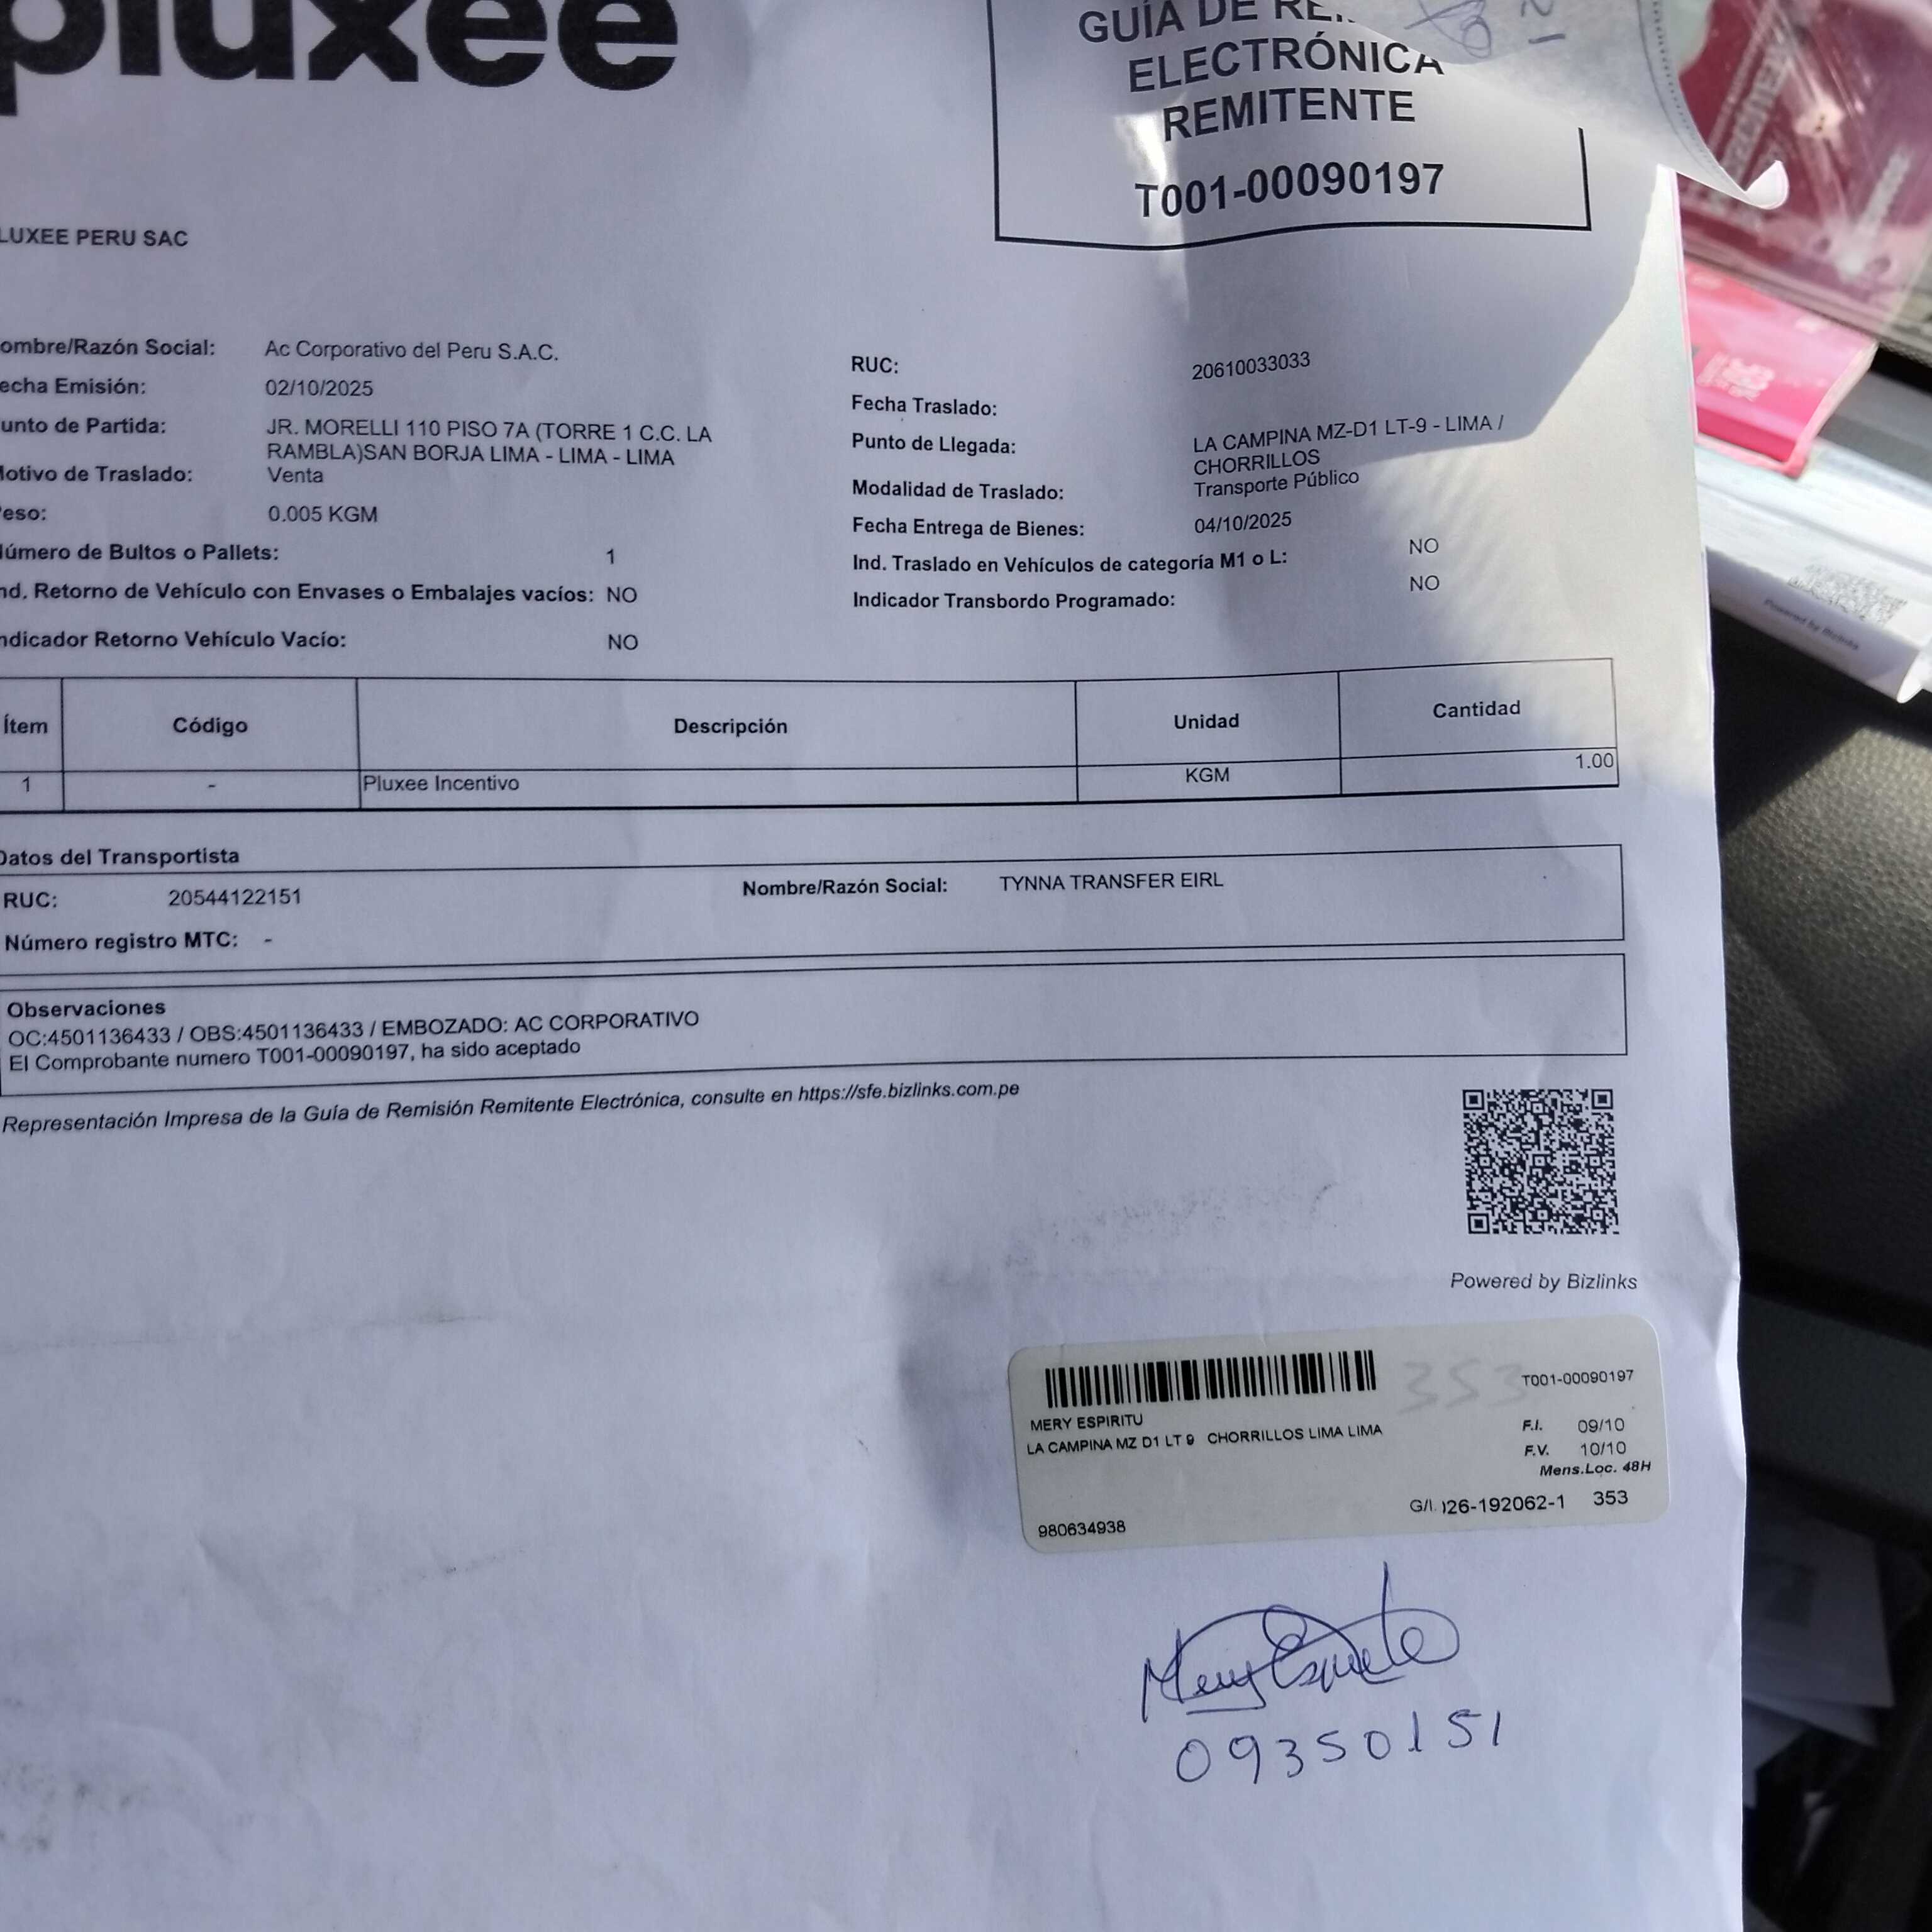 pluxee
GUÍA DE RE
ELECTRÓNICA
REMITENTE
T001-00090197
LUXEE PERU SAC
ombre/Razón Social: Ac Corporativo del Peru S.A.C.
RUC: 20610033033
echa Emisión: 02/10/2025
Fecha Traslado:
unto de Partida: JR. MORELLI 110 PISO 7A (TORRE 1 C.C. LA
RAMBLA)SAN BORJA LIMA - LIMA - LIMA
Punto de Llegada: LA CAMPINA MZ-D1 LT-9 - LIMA /
CHORRILLOS
Motivo de Traslado: Venta
Modalidad de Traslado: Transporte Público
eso: 0.005 KGM
Fecha Entrega de Bienes: 04/10/2025
Número de Bultos o Pallets: 1
Ind. Traslado en Vehículos de categoría M1 o L: NO
nd. Retorno de Vehículo con Envases o Embalajes vacíos: NO
Indicador Transbordo Programado: NO
ndicador Retorno Vehículo Vacío: NO
Ítem Código Descripción Unidad Cantidad
1 - Pluxee Incentivo KGM 1.00
Datos del Transportista
RUC: 20544122151 Nombre/Razón Social: TYNNA TRANSFER EIRL
Número registro MTC: -
Observaciones
OC:4501136433 / OBS:4501136433 / EMBOZADO: AC CORPORATIVO
El Comprobante numero T001-00090197, ha sido aceptado
Representación Impresa de la Guía de Remisión Remitente Electrónica, consulte en https://sfe.bizlinks.com.pe
Powered by Bizlinks
353
T001-00090197
MERY ESPIRITU
LA CAMPINA MZ D1 LT 9 CHORRILLOS LIMA LIMA
F.I. 09/10
F.V. 10/10
Mens.Loc. 48H
G/I. 26-192062-1 353
980634938
Mery Espiritu
09350151
Powered by Bizlinks